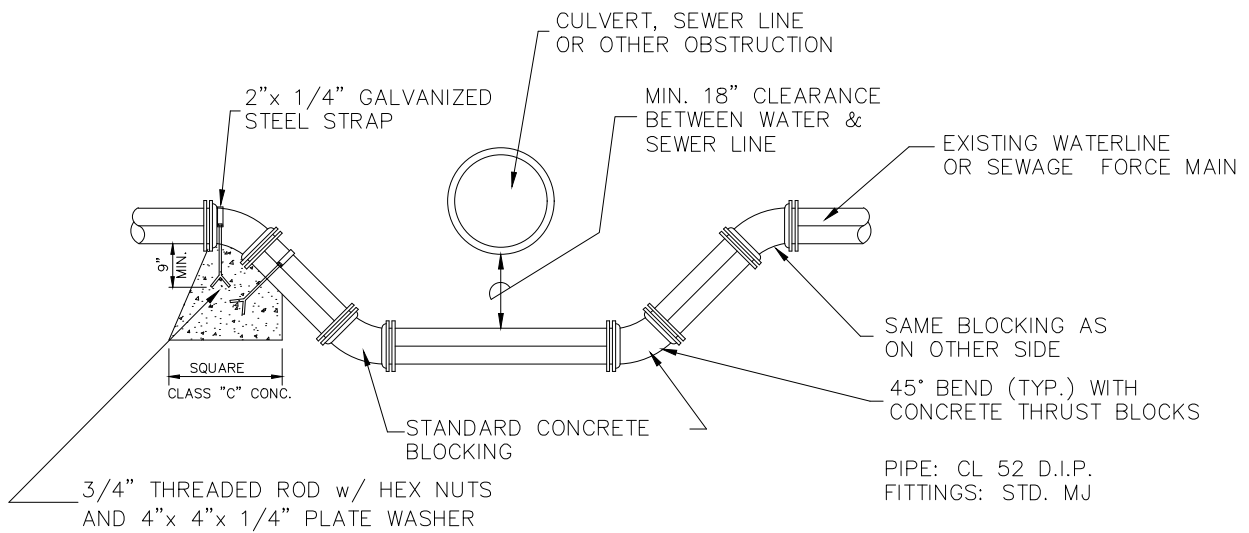 CULVERT, SEWER LINE
OR OTHER OBSTRUCTION
2"x 1/4" GALVANIZED
STEEL STRAP
MIN. 18" CLEARANCE
BETWEEN WATER &
SEWER LINE
EXISTING WATERLINE
OR SEWAGE FORCE MAIN
9"
MIN.
SQUARE
CLASS "C" CONC.
SAME BLOCKING AS
ON OTHER SIDE
45° BEND (TYP.) WITH
CONCRETE THRUST BLOCKS
STANDARD CONCRETE
BLOCKING
PIPE: CL 52 D.I.P.
FITTINGS: STD. MJ
3/4" THREADED ROD w/ HEX NUTS
AND 4"x 4"x 1/4" PLATE WASHER